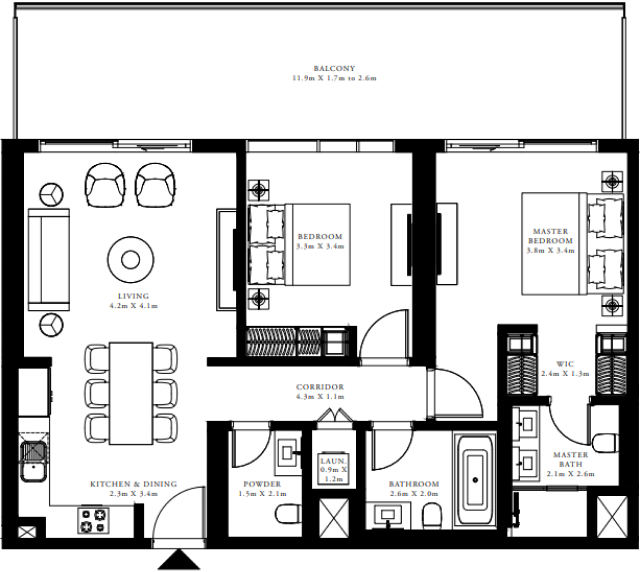 BALCONY
11.9m X 1.7m to 2.6m
BEDROOM
3.3m X 3.4m
MASTER
BEDROOM
3.8m X 3.4m
LIVING
4.2m X 4.1m
WIC
2.4m X 1.3m
CORRIDOR
4.3m X 1.1m
LAUN.
0.9m X
1.2m
MASTER
BATH
2.1m X 2.6m
KITCHEN & DINING
2.3m X 3.4m
POWDER
1.5m X 2.1m
BATHROOM
2.6m X 2.0m